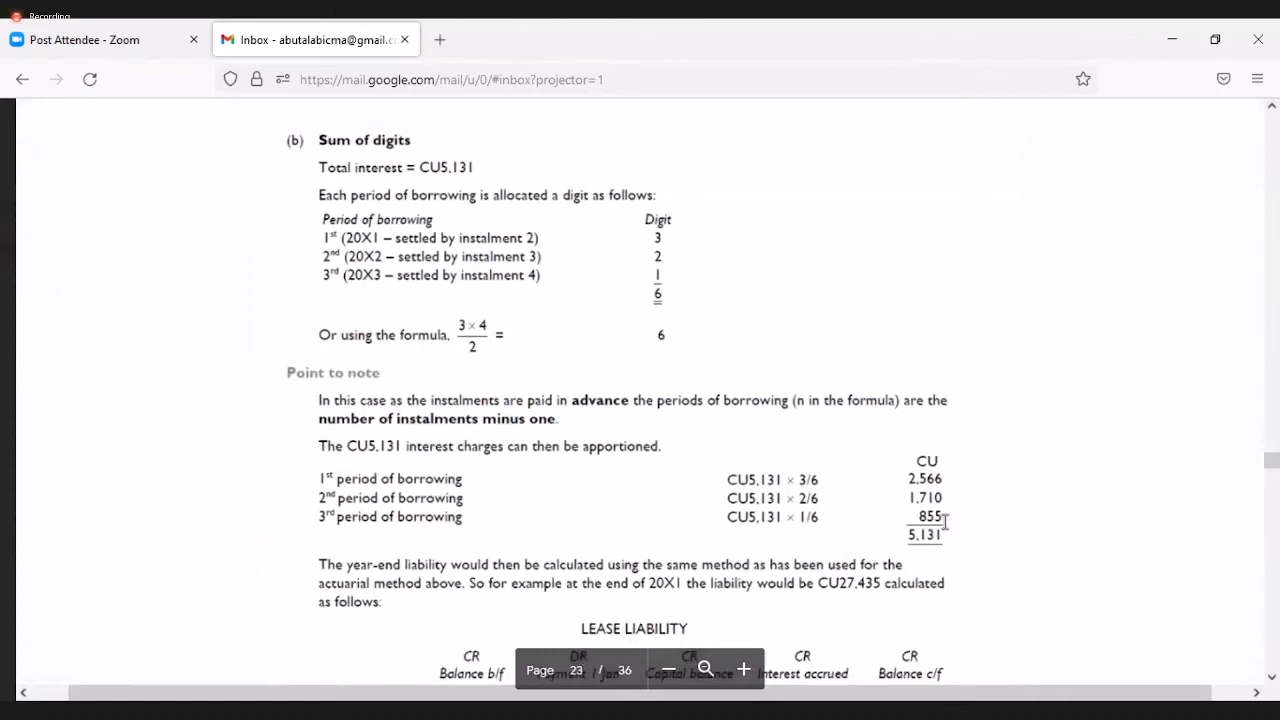 Recording
Post Attendee - Zoom
Inbox - abutalabicma@gmail.c
https://mail.google.com/mail/u/0/#inbox?projector=1
(b) Sum of digits
Total interest = CU5,131
Each period of borrowing is allocated a digit as follows:
Period of borrowing Digit
1st (20X1 – settled by instalment 2) 3
2nd (20X2 – settled by instalment 3) 2
3rd (20X3 – settled by instalment 4) 1
6
Or using the formula, 3 × 4 / 2 = 6
Point to note
In this case as the instalments are paid in advance the periods of borrowing (n in the formula) are the
number of instalments minus one.
The CU5,131 interest charges can then be apportioned.
CU
1st period of borrowing CU5,131 × 3/6 2,566
2nd period of borrowing CU5,131 × 2/6 1,710
3rd period of borrowing CU5,131 × 1/6 855
5,131
The year-end liability would then be calculated using the same method as has been used for the
actuarial method above. So for example at the end of 20X1 the liability would be CU27,435 calculated
as follows:
LEASE LIABILITY
CR DR CR CR CR
Balance b/f Payment 1 Jan Capital balance Interest accrued Balance c/f
Page 23 / 36